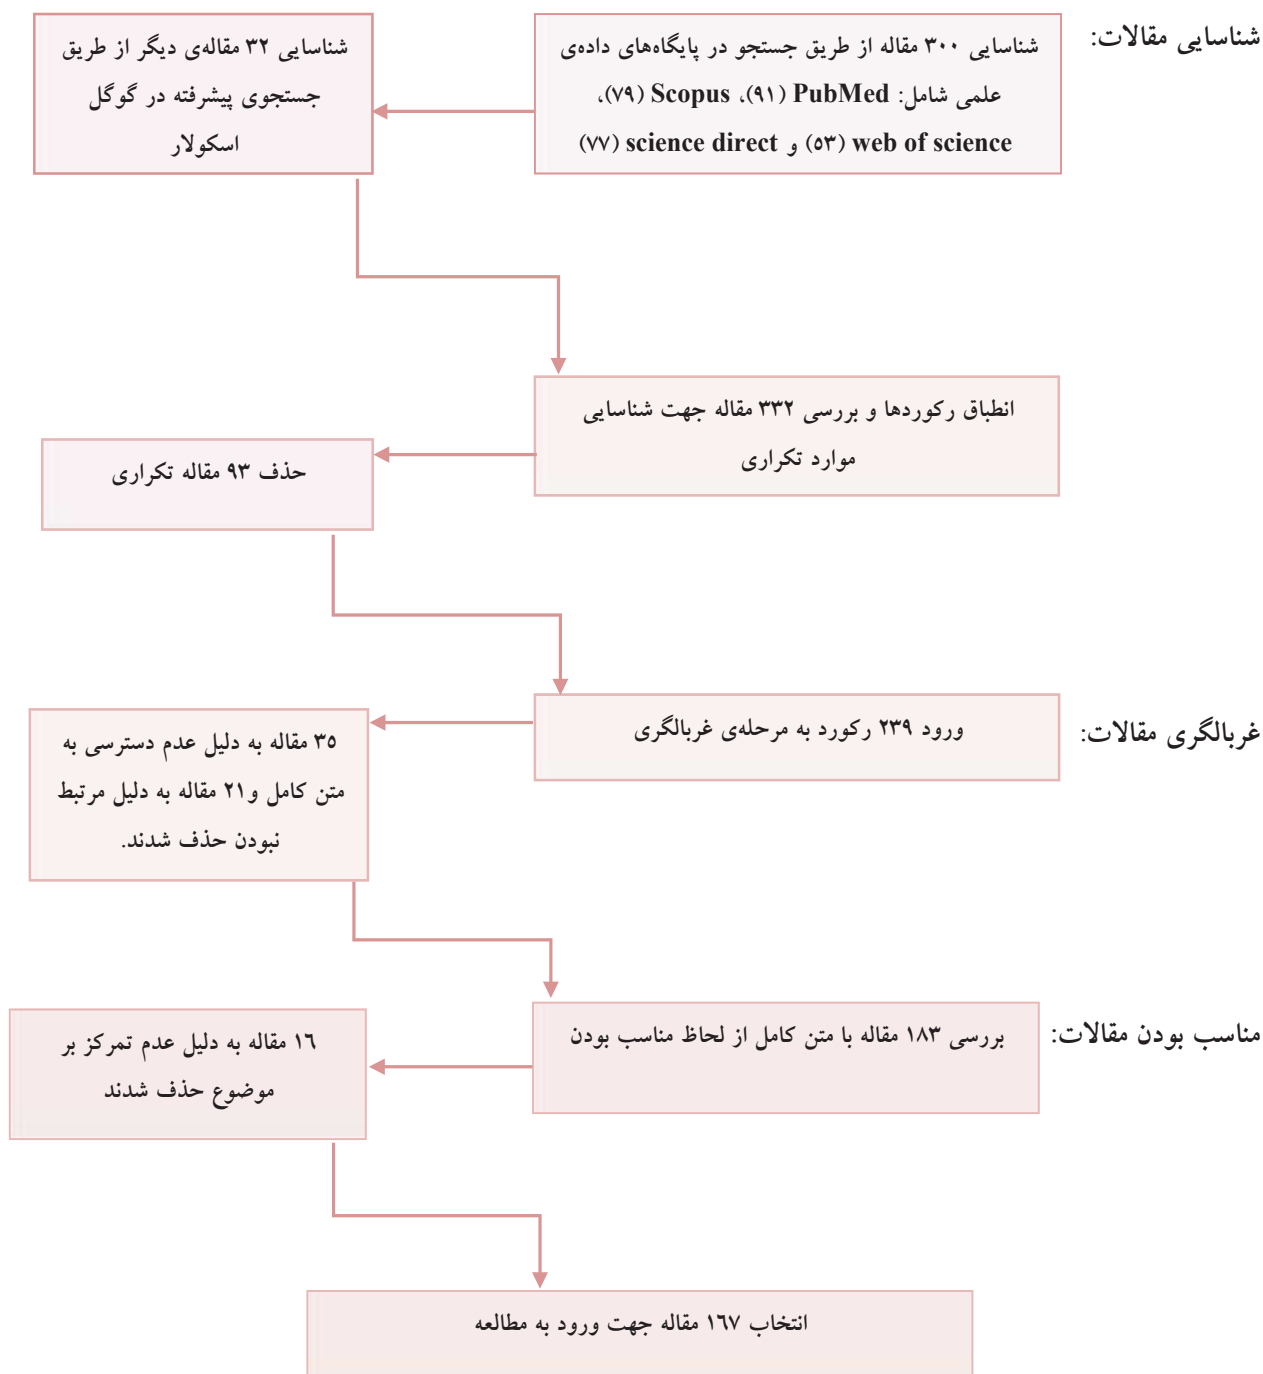 شناسایی مقالات:
شناسایی ۳۰۰ مقاله از طریق جستجو در پایگاه‌های داده‌ی
علمی شامل: PubMed (۹۱)، Scopus (۷۹)،
web of science (۵۳) و science direct (۷۷)
شناسایی ۳۲ مقاله‌ی دیگر از طریق
جستجوی پیشرفته در گوگل
اسکولار
انطباق رکوردها و بررسی ۳۳۲ مقاله جهت شناسایی
موارد تکراری
حذف ۹۳ مقاله تکراری
غربالگری مقالات:
ورود ۲۳۹ رکورد به مرحله‌ی غربالگری
۳۵ مقاله به دلیل عدم دسترسی به
متن کامل و۲۱ مقاله به دلیل مرتبط
نبودن حذف شدند.
مناسب بودن مقالات:
بررسی ۱۸۳ مقاله با متن کامل از لحاظ مناسب بودن
۱۶ مقاله به دلیل عدم تمرکز بر
موضوع حذف شدند
انتخاب ۱۶۷ مقاله جهت ورود به مطالعه